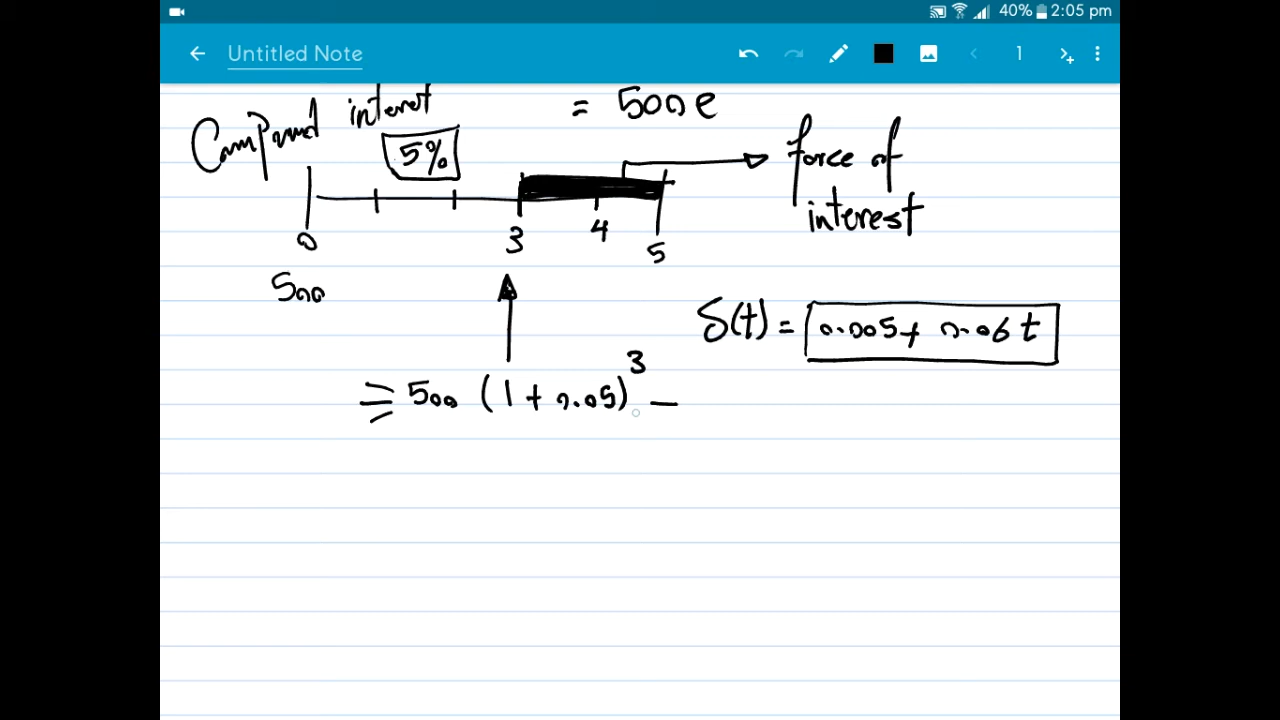 40% 2:05 pm
Untitled Note 1
Compound interest = 500e
5% force of
interest
0 3 4 5
500
δ(t) = 0.005 + 0.06 t
= 500 (1 + 0.05)³ —